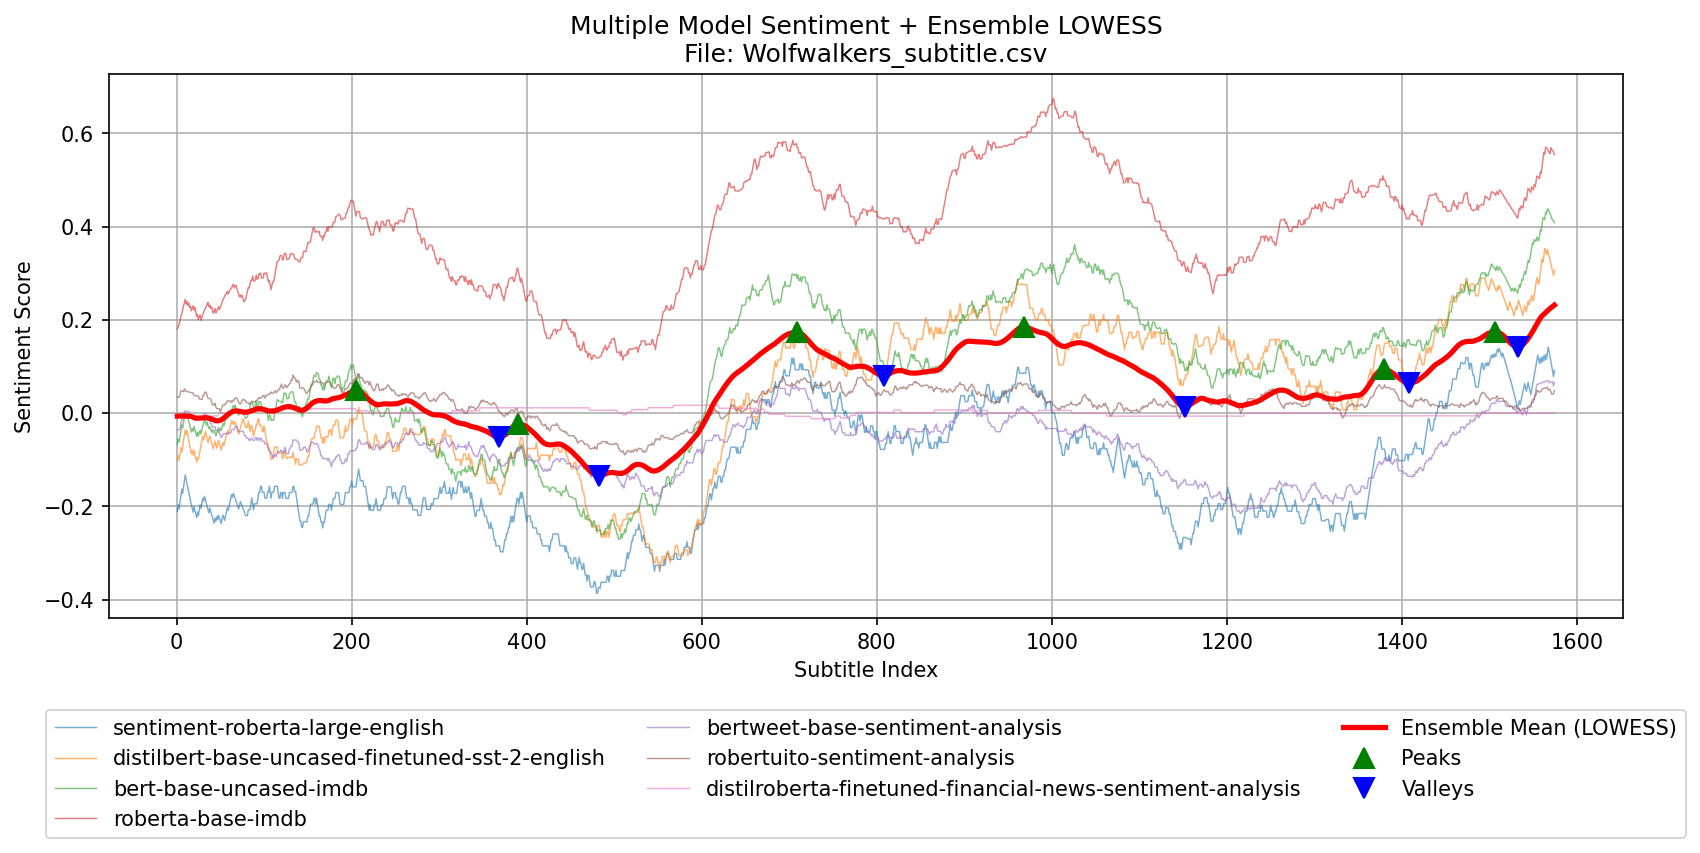 Multiple Model Sentiment + Ensemble LOWESS
File: Wolfwalkers_subtitle.csv
Sentiment Score
0.6
0.4
0.2
0.0
−0.2
−0.4
0
200
400
600
800
1000
1200
1400
1600
Subtitle Index
sentiment-roberta-large-english
distilbert-base-uncased-finetuned-sst-2-english
bert-base-uncased-imdb
roberta-base-imdb
bertweet-base-sentiment-analysis
robertuito-sentiment-analysis
distilroberta-finetuned-financial-news-sentiment-analysis
Ensemble Mean (LOWESS)
Peaks
Valleys